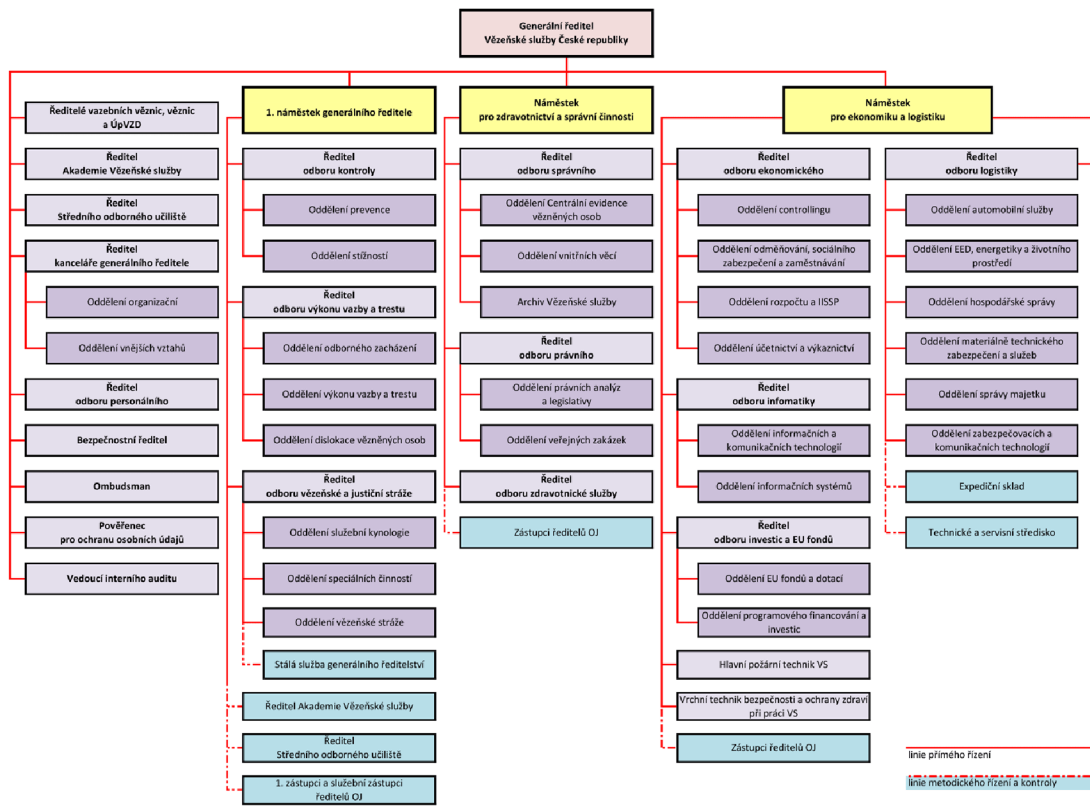 Generální ředitel
Vězeňské služby České republiky
Ředitelé vazebních věznic, věznic
a ÚpVZD
Ředitel
Akademie Vězeňské služby
Ředitel
Středního odborného učiliště
Ředitel
kanceláře generálního ředitele
Oddělení organizační
Oddělení vnějších vztahů
Ředitel
odboru personálního
Bezpečnostní ředitel
Ombudsman
Pověřenec
pro ochranu osobních údajů
Vedoucí interního auditu
1. náměstek generálního ředitele
Ředitel
odboru kontroly
Oddělení prevence
Oddělení stížností
Ředitel
odboru výkonu vazby a trestu
Oddělení odborného zacházení
Oddělení výkonu vazby a trestu
Oddělení dislokace vězněných osob
Ředitel
odboru vězeňské a justiční stráže
Oddělení služební kynologie
Oddělení speciálních činností
Oddělení vězeňské stráže
Stálá služba generálního ředitelství
Ředitel Akademie Vězeňské služby
Ředitel
Středního odborného učiliště
1. zástupci a služební zástupci
ředitelů OJ
Náměstek
pro zdravotnictví a správní činnosti
Ředitel
odboru správního
Oddělení Centrální evidence
vězněných osob
Oddělení vnitřních věcí
Archiv Vězeňské služby
Ředitel
odboru právního
Oddělení právních analýz
a legislativy
Oddělení veřejných zakázek
Ředitel
odboru zdravotnické služby
Zástupci ředitelů OJ
Náměstek
pro ekonomiku a logistiku
Ředitel
odboru ekonomického
Oddělení controllingu
Oddělení odměňování, sociálního
zabezpečení a zaměstnávání
Oddělení rozpočtu a IISSP
Oddělení účetnictví a výkaznictví
Ředitel
odboru infomatiky
Oddělení informačních a
komunikačních technologií
Oddělení informačních systémů
Ředitel
odboru investic a EU fondů
Oddělení EU fondů a dotací
Oddělení programového financování a
investic
Hlavní požární technik VS
Vrchní technik bezpečnosti a ochrany zdraví
při práci VS
Zástupci ředitelů OJ
Ředitel
odboru logistiky
Oddělení automobilní služby
Oddělení EED, energetiky a životního
prostředí
Oddělení hospodářské správy
Oddělení materiálně technického
zabezpečení a služeb
Oddělení správy majetku
Oddělení zabezpečovacích a
komunikačních technologií
Expediční sklad
Technické a servisní středisko
linie přímého řízení
linie metodického řízení a kontroly